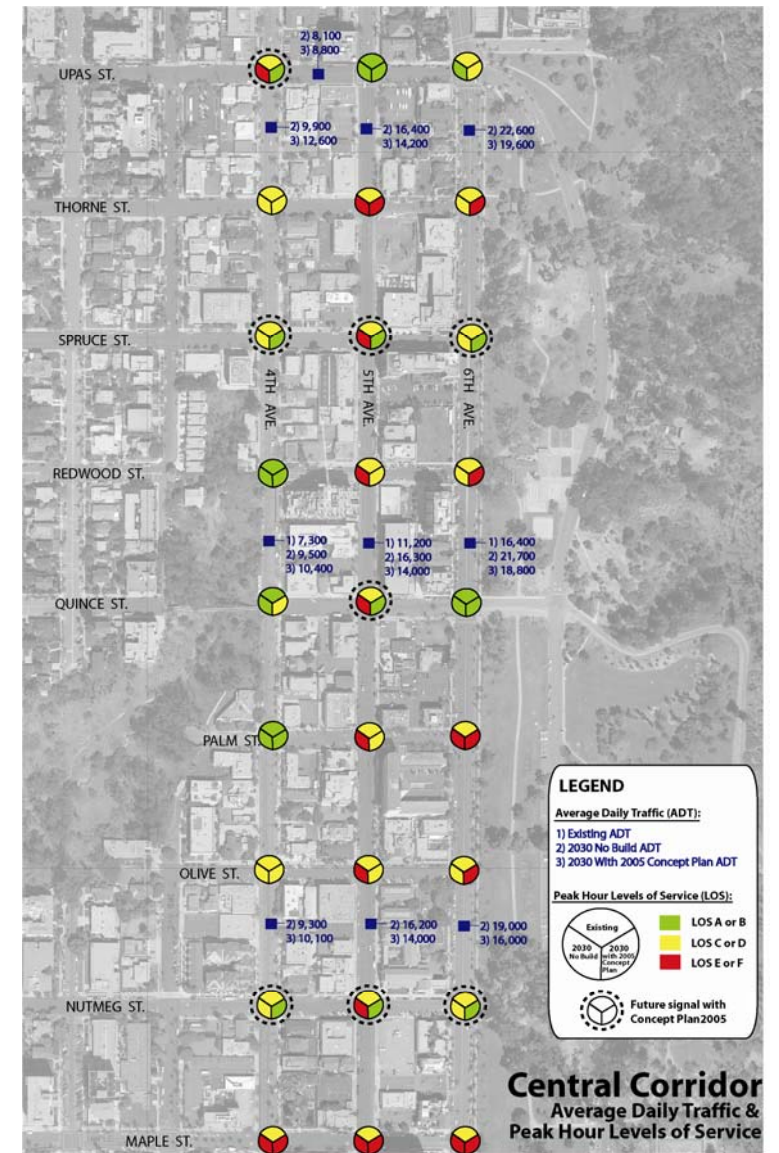 2) 8,100
3) 8,800
UPAS ST.
2) 9,900
3) 12,600
2) 16,400
3) 14,200
2) 22,600
3) 19,600
THORNE ST.
SPRUCE ST.
4TH AVE.
5TH AVE.
6TH AVE.
REDWOOD ST.
1) 7,300
2) 9,500
3) 10,400
1) 11,200
2) 16,300
3) 14,000
1) 16,400
2) 21,700
3) 18,800
QUINCE ST.
PALM ST.
OLIVE ST.
2) 9,300
3) 10,100
2) 16,200
3) 14,000
2) 19,000
3) 16,000
NUTMEG ST.
MAPLE ST.
LEGEND
Average Daily Traffic (ADT):
1) Existing ADT
2) 2030 No Build ADT
3) 2030 With 2005 Concept Plan ADT
Peak Hour Levels of Service (LOS):
Existing
2030
No Build
2030
with 2005
Concept
Plan
LOS A or B
LOS C or D
LOS E or F
Future signal with
Concept Plan2005
Central Corridor
Average Daily Traffic &
Peak Hour Levels of Service